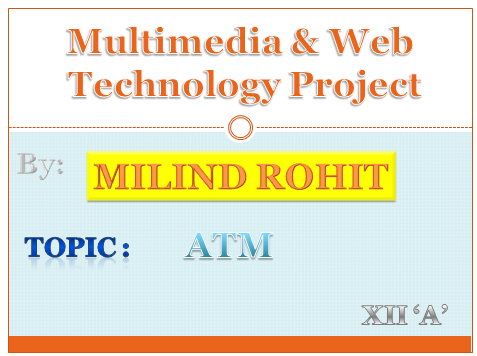 Multimedia & Web
Technology Project
By:
MILIND ROHIT
TOPIC : ATM
XII ‘A’